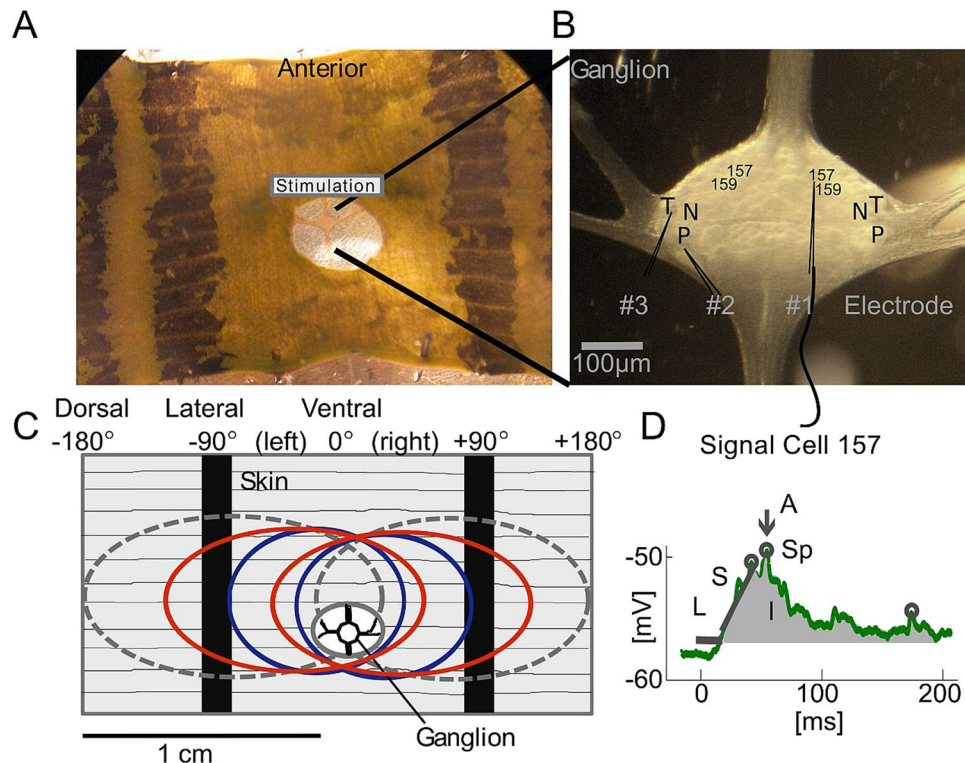 A
Anterior
Stimulation
B
Ganglion
157
159
157
159
T
N
P
N
T
P
#3
#2
#1
Electrode
100µm
C
Dorsal Lateral Ventral
-180° -90° (left) 0° (right) +90° +180°
Skin
Ganglion
1 cm
D
Signal Cell 157
A
Sp
S
L
I
-50
[mV]
-60
0 100 200
[ms]